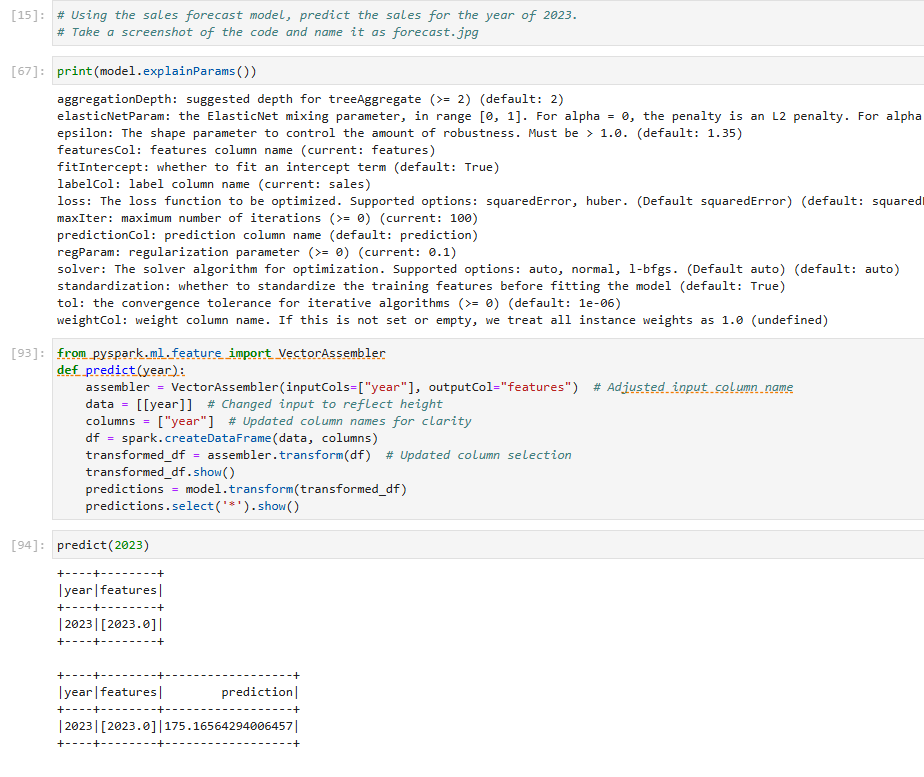 [15]: # Using the sales forecast model, predict the sales for the year of 2023.
# Take a screenshot of the code and name it as forecast.jpg
[67]: print(model.explainParams())
aggregationDepth: suggested depth for treeAggregate (>= 2) (default: 2)
elasticNetParam: the ElasticNet mixing parameter, in range [0, 1]. For alpha = 0, the penalty is an L2 penalty. For alpha
epsilon: The shape parameter to control the amount of robustness. Must be > 1.0. (default: 1.35)
featuresCol: features column name (current: features)
fitIntercept: whether to fit an intercept term (default: True)
labelCol: label column name (current: sales)
loss: The loss function to be optimized. Supported options: squaredError, huber. (Default squaredError) (default: squared
maxIter: maximum number of iterations (>= 0) (current: 100)
predictionCol: prediction column name (default: prediction)
regParam: regularization parameter (>= 0) (current: 0.1)
solver: The solver algorithm for optimization. Supported options: auto, normal, l-bfgs. (Default auto) (default: auto)
standardization: whether to standardize the training features before fitting the model (default: True)
tol: the convergence tolerance for iterative algorithms (>= 0) (default: 1e-06)
weightCol: weight column name. If this is not set or empty, we treat all instance weights as 1.0 (undefined)
[93]: from pyspark.ml.feature import VectorAssembler
def predict(year):
    assembler = VectorAssembler(inputCols=["year"], outputCol="features")  # Adjusted input column name
    data = [[year]]  # Changed input to reflect height
    columns = ["year"]  # Updated column names for clarity
    df = spark.createDataFrame(data, columns)
    transformed_df = assembler.transform(df)  # Updated column selection
    transformed_df.show()
    predictions = model.transform(transformed_df)
    predictions.select('*').show()
[94]: predict(2023)
+----+--------+
|year|features|
+----+--------+
|2023|[2023.0]|
+----+--------+
+----+--------+------------------+
|year|features|        prediction|
+----+--------+------------------+
|2023|[2023.0]|175.16564294006457|
+----+--------+------------------+